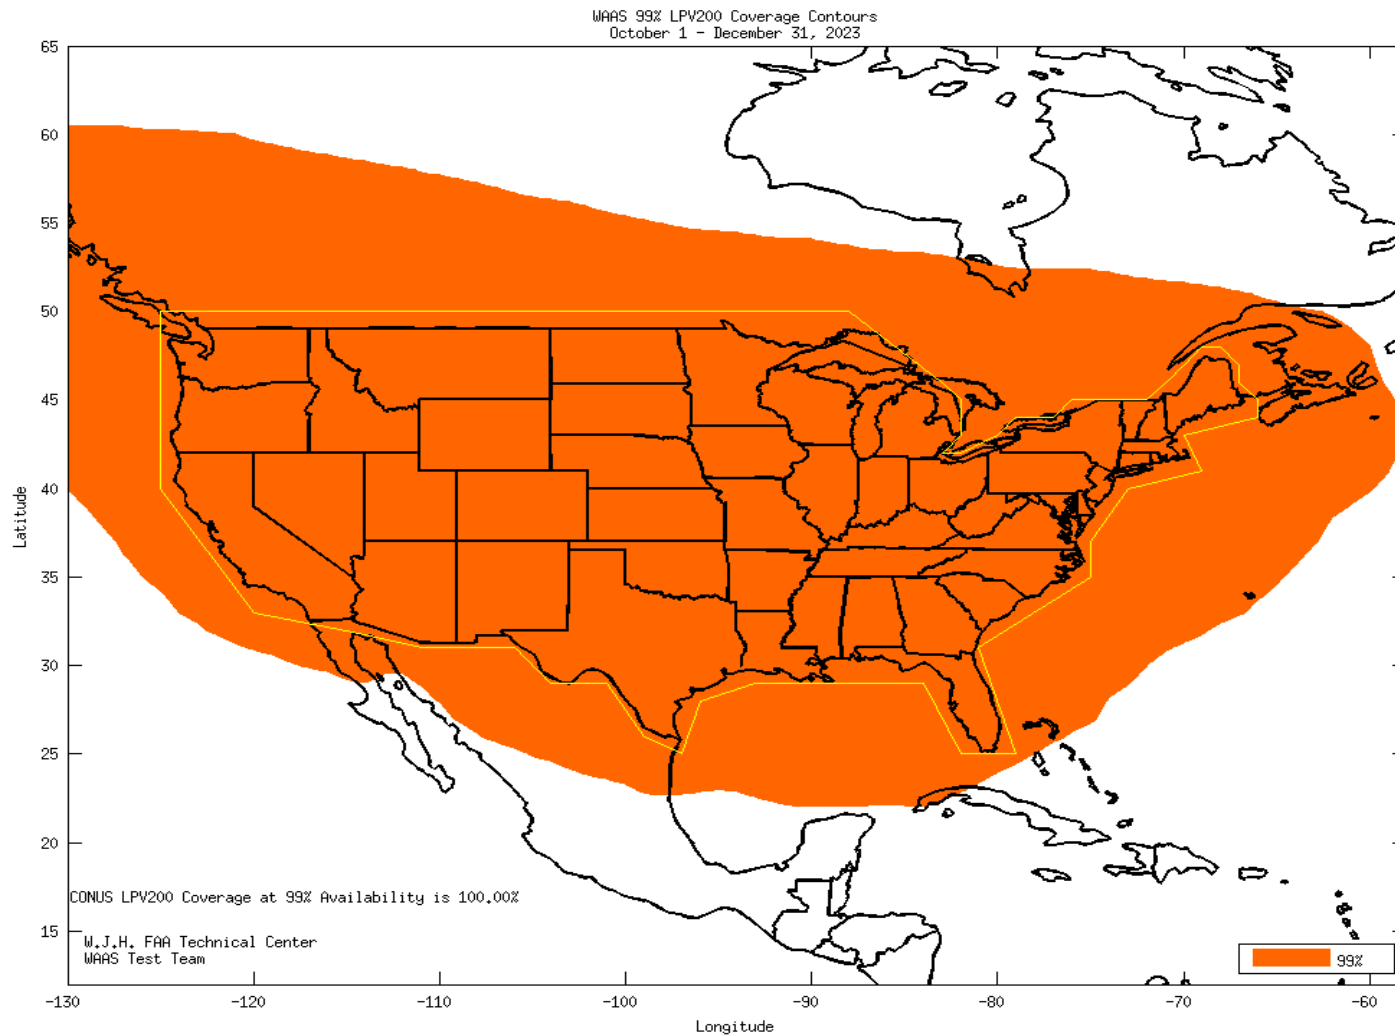 WAAS 99% LPV200 Coverage Contours
October 1 - December 31, 2023
65
60
55
50
45
40
35
30
25
20
15
Latitude
CONUS LPV200 Coverage at 99% Availability is 100.00%
W.J.H. FAA Technical Center
WAAS Test Team
99%
-130 -120 -110 -100 -90 -80 -70 -60
Longitude